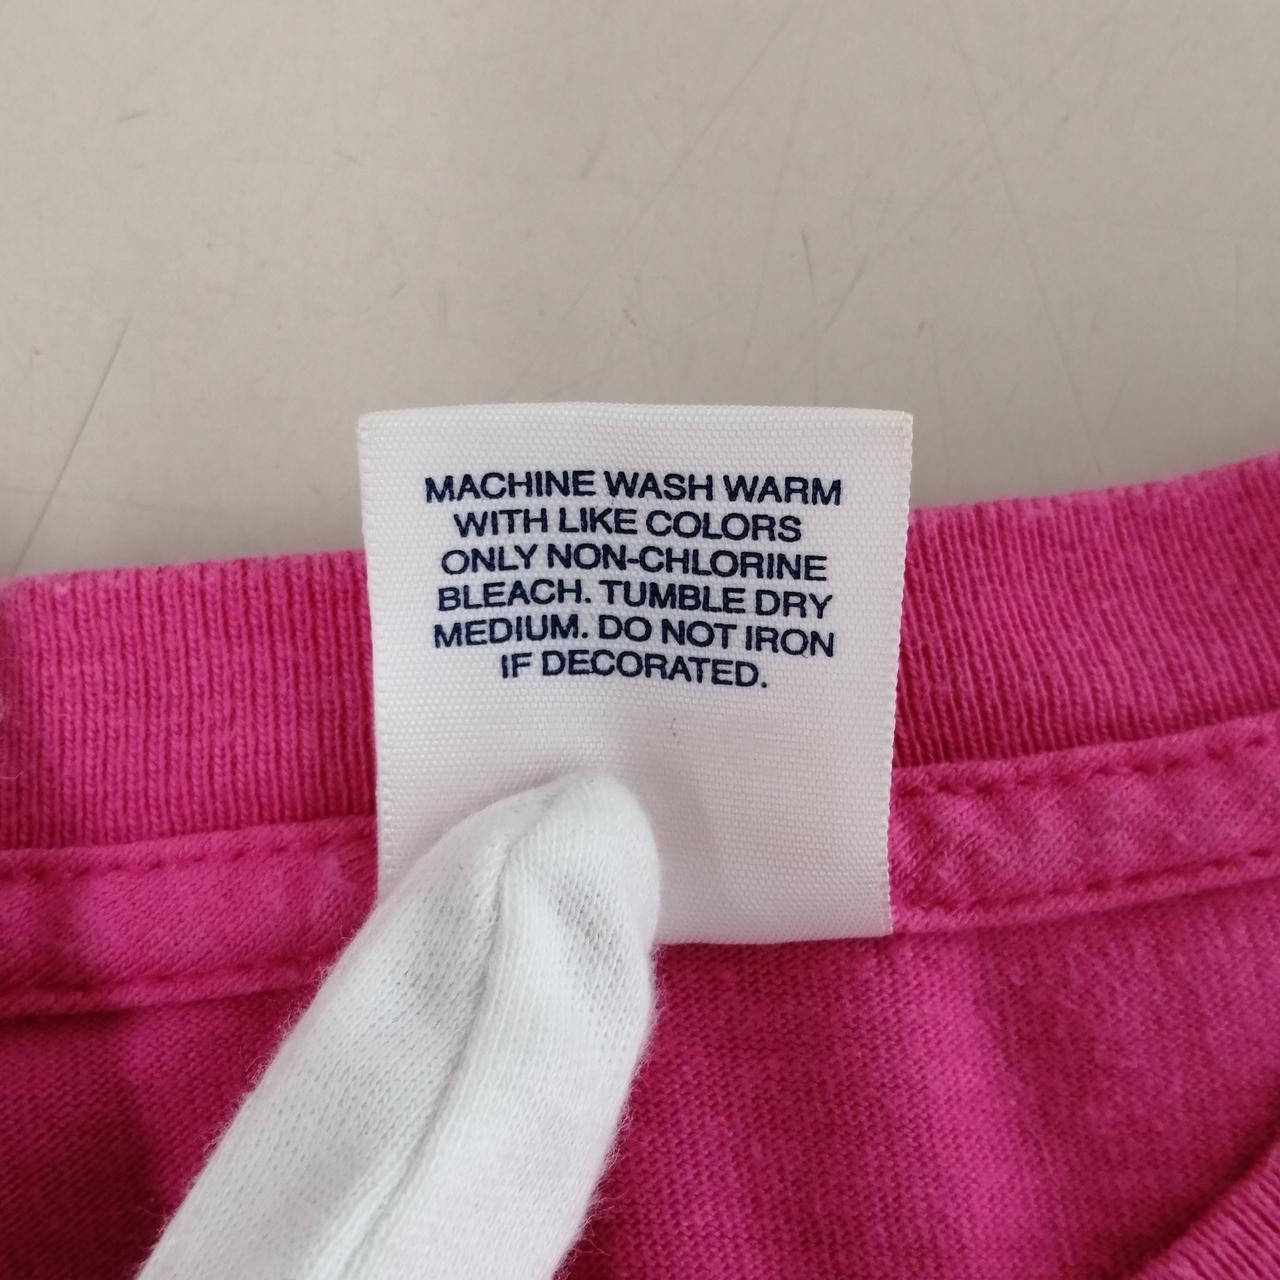 MACHINE WASH WARM
WITH LIKE COLORS
ONLY NON-CHLORINE
BLEACH. TUMBLE DRY
MEDIUM. DO NOT IRON
IF DECORATED.